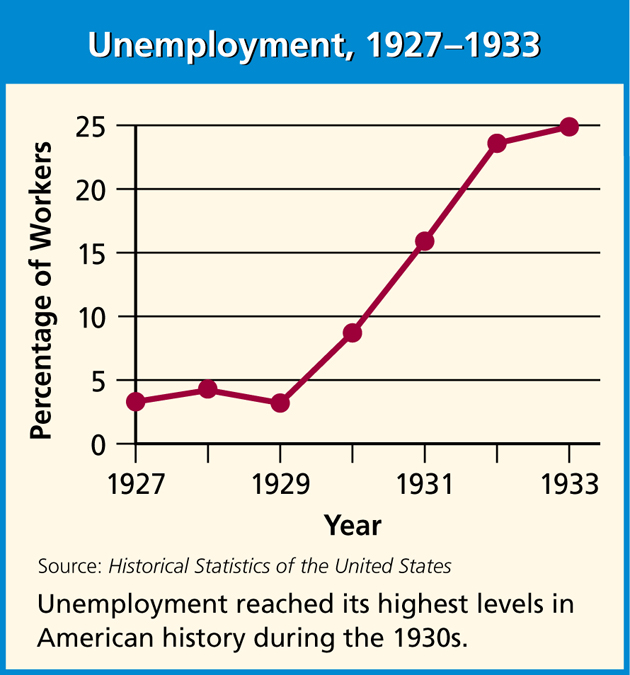 Unemployment, 1927–1933
Percentage of Workers
25
20
15
10
5
0
1927 1929 1931 1933
Year
Source: Historical Statistics of the United States
Unemployment reached its highest levels in
American history during the 1930s.